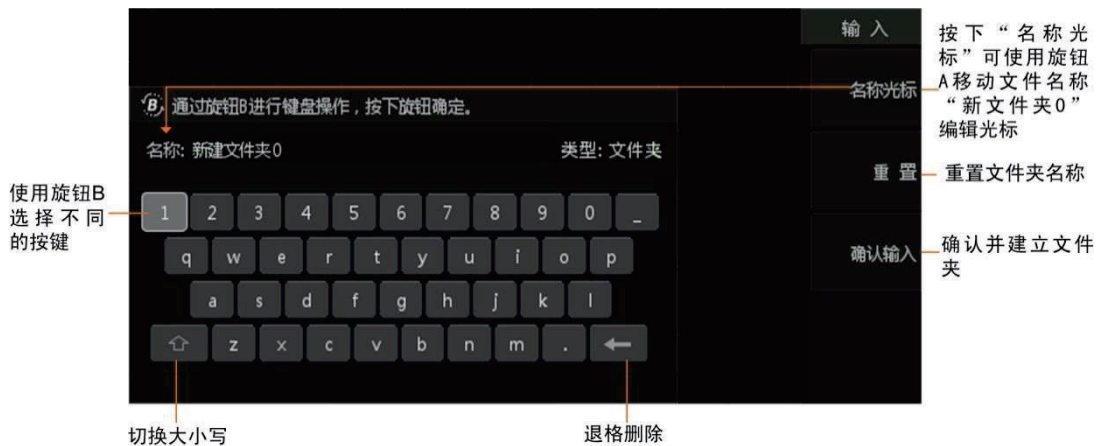 输 入
按下“名称光
标”可使用旋钮
A移动文件名称
“新文件夹0”
编辑光标
名称光标
B 通过旋钮B进行键盘操作，按下旋钮确定。
名称: 新建文件夹0 类型: 文件夹
重 置
重置文件夹名称
使用旋钮B
选择不同
的按键
1 2 3 4 5 6 7 8 9 0 _
q w e r t y u i o p
确认输入
确认并建立文件
夹
a s d f g h j k l
z x c v b n m .
切换大小写
退格删除